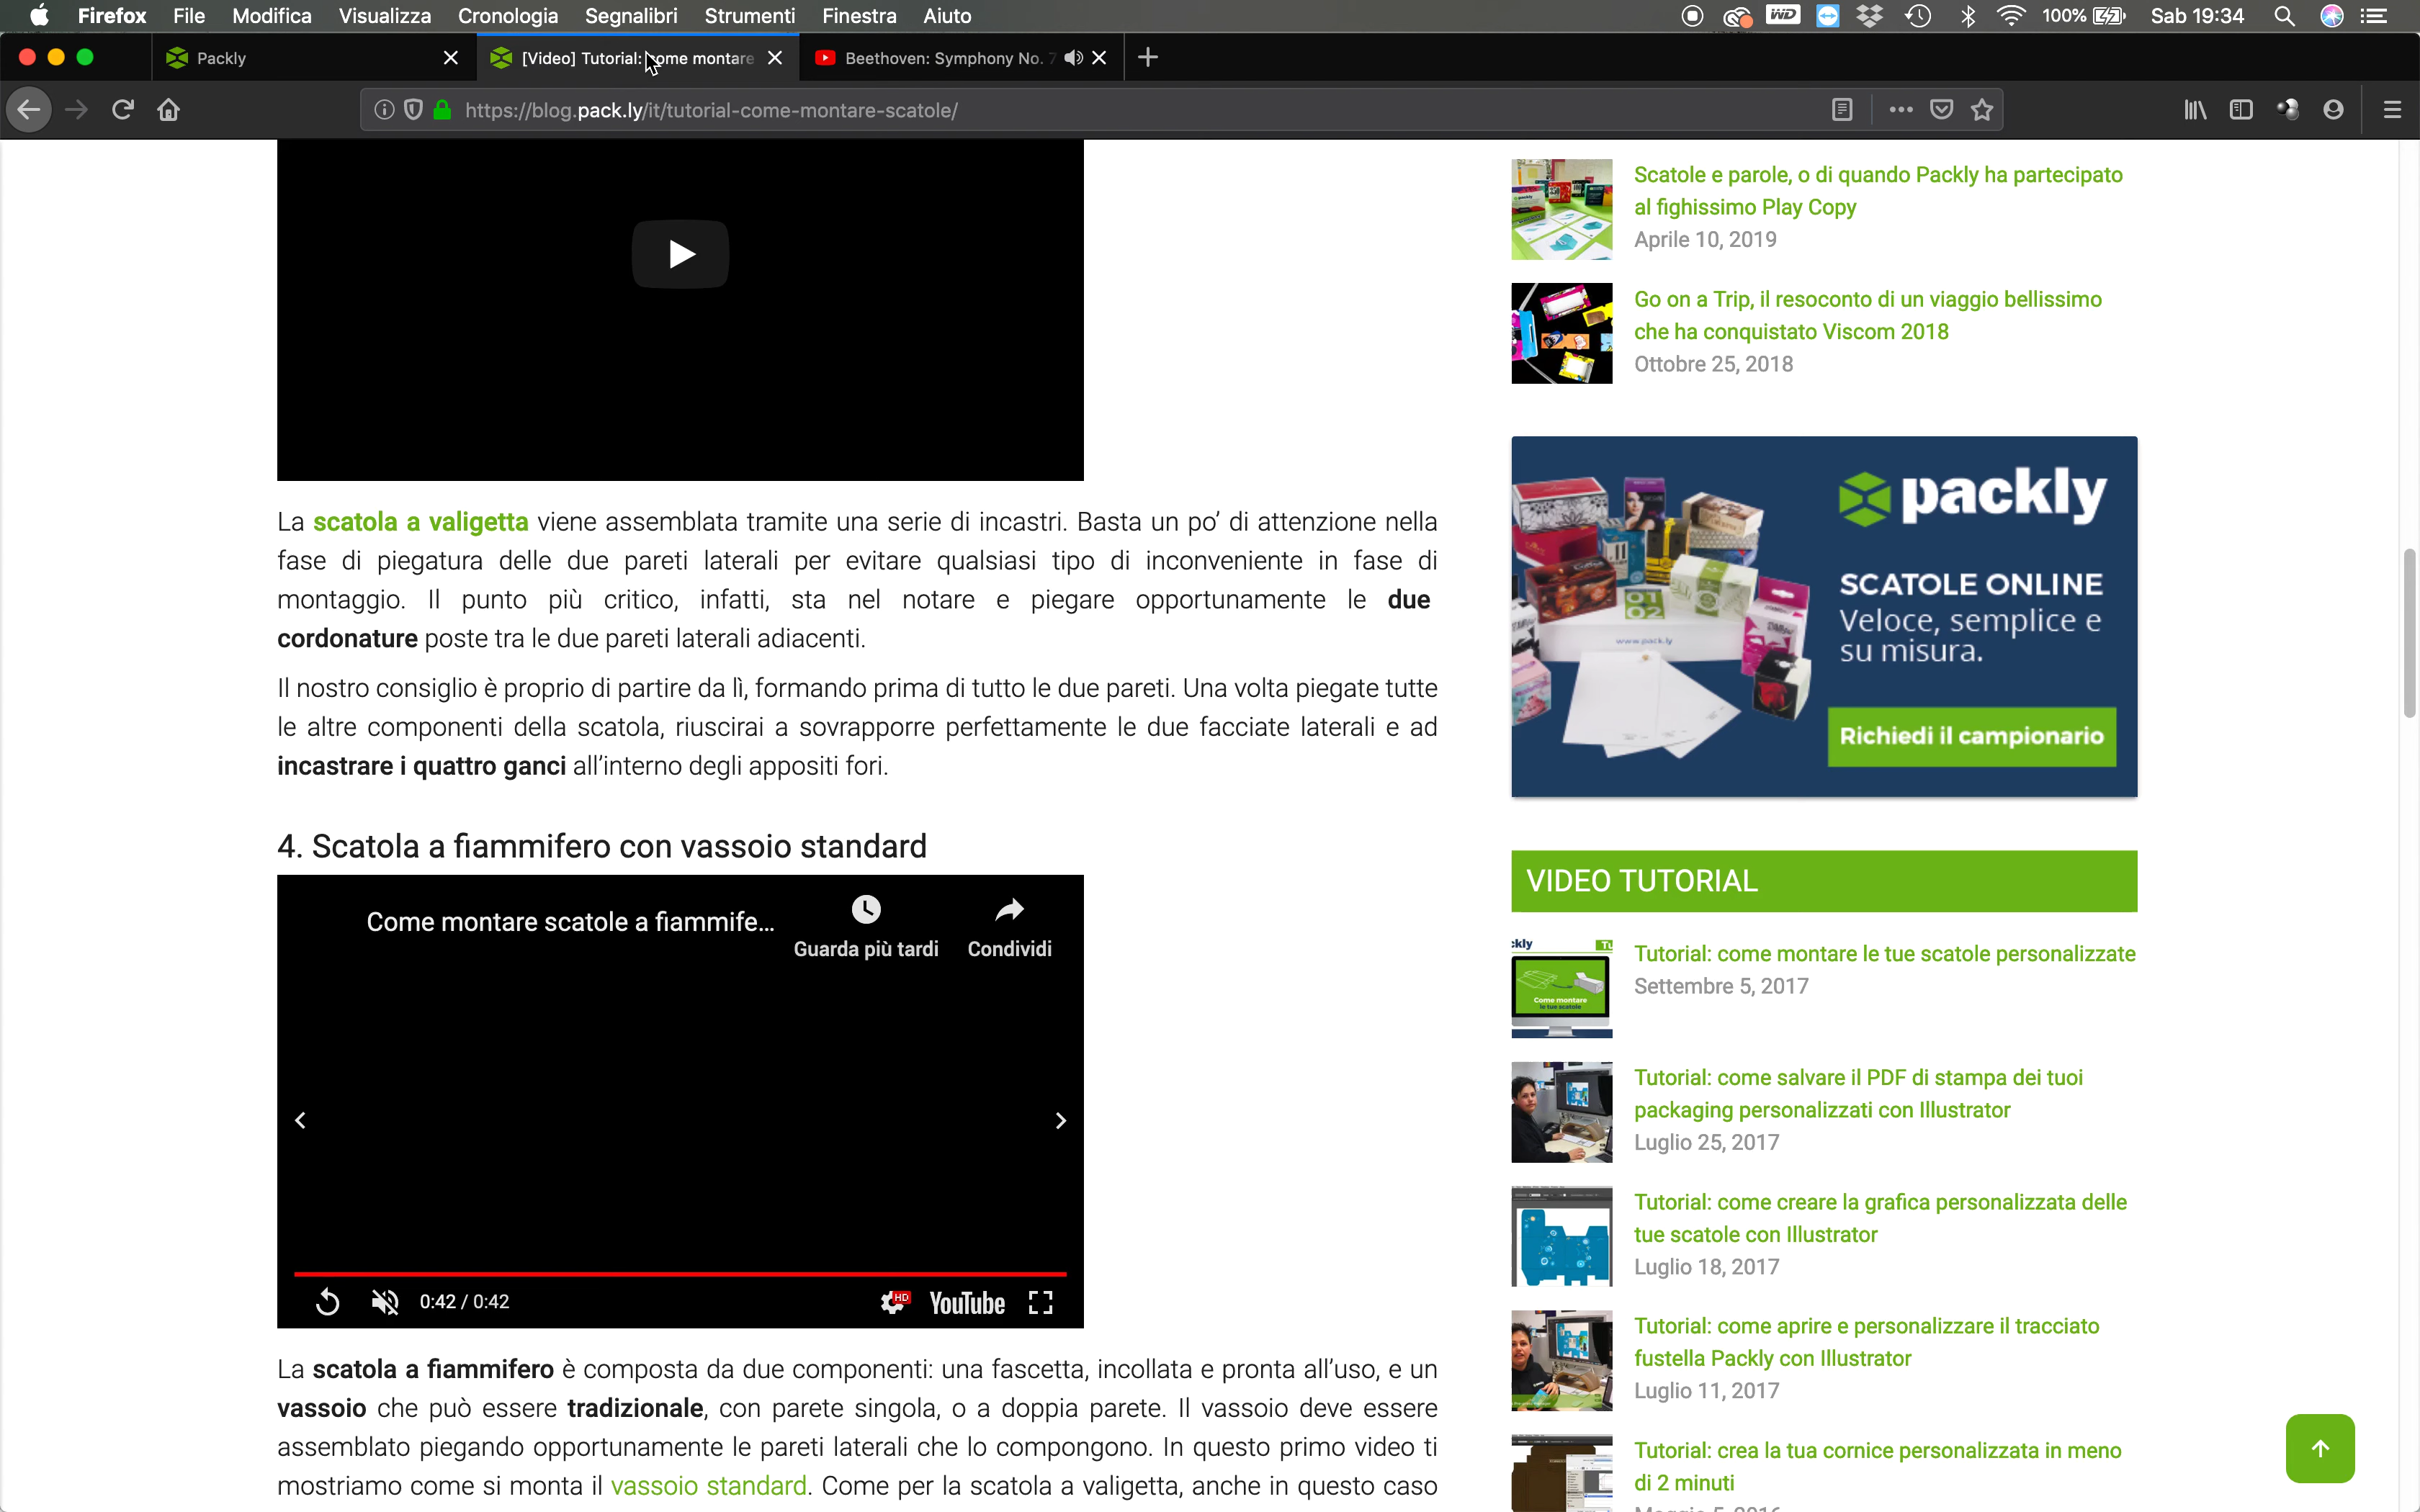 Firefox File Modifica Visualizza Cronologia Segnalibri Strumenti Finestra Aiuto
WD 100% Sab 19:34
Packly
[Video] Tutorial: come montare
Beethoven: Symphony No. 7
https://blog.pack.ly/it/tutorial-come-montare-scatole/
La scatola a valigetta viene assemblata tramite una serie di incastri. Basta un po’ di attenzione nella
fase di piegatura delle due pareti laterali per evitare qualsiasi tipo di inconveniente in fase di
montaggio. Il punto più critico, infatti, sta nel notare e piegare opportunamente le due
cordonature poste tra le due pareti laterali adiacenti.
Il nostro consiglio è proprio di partire da lì, formando prima di tutto le due pareti. Una volta piegate tutte
le altre componenti della scatola, riuscirai a sovrapporre perfettamente le due facciate laterali e ad
incastrare i quattro ganci all’interno degli appositi fori.
4. Scatola a fiammifero con vassoio standard
Come montare scatole a fiammife...
Guarda più tardi
Condividi
0:42 / 0:42
HD
YouTube
La scatola a fiammifero è composta da due componenti: una fascetta, incollata e pronta all’uso, e un
vassoio che può essere tradizionale, con parete singola, o a doppia parete. Il vassoio deve essere
assemblato piegando opportunamente le pareti laterali che lo compongono. In questo primo video ti
mostriamo come si monta il vassoio standard. Come per la scatola a valigetta, anche in questo caso
Scatole e parole, o di quando Packly ha partecipato
al fighissimo Play Copy
Aprile 10, 2019
Go on a Trip, il resoconto di un viaggio bellissimo
che ha conquistato Viscom 2018
Ottobre 25, 2018
packly
SCATOLE ONLINE
Veloce, semplice e
su misura.
Richiedi il campionario
www.pack.ly
VIDEO TUTORIAL
Come montare
le tue scatole
Tutorial: come montare le tue scatole personalizzate
Settembre 5, 2017
Tutorial: come salvare il PDF di stampa dei tuoi
packaging personalizzati con Illustrator
Luglio 25, 2017
Tutorial: come creare la grafica personalizzata delle
tue scatole con Illustrator
Luglio 18, 2017
Tutorial: come aprire e personalizzare il tracciato
fustella Packly con Illustrator
Luglio 11, 2017
Tutorial: crea la tua cornice personalizzata in meno
di 2 minuti